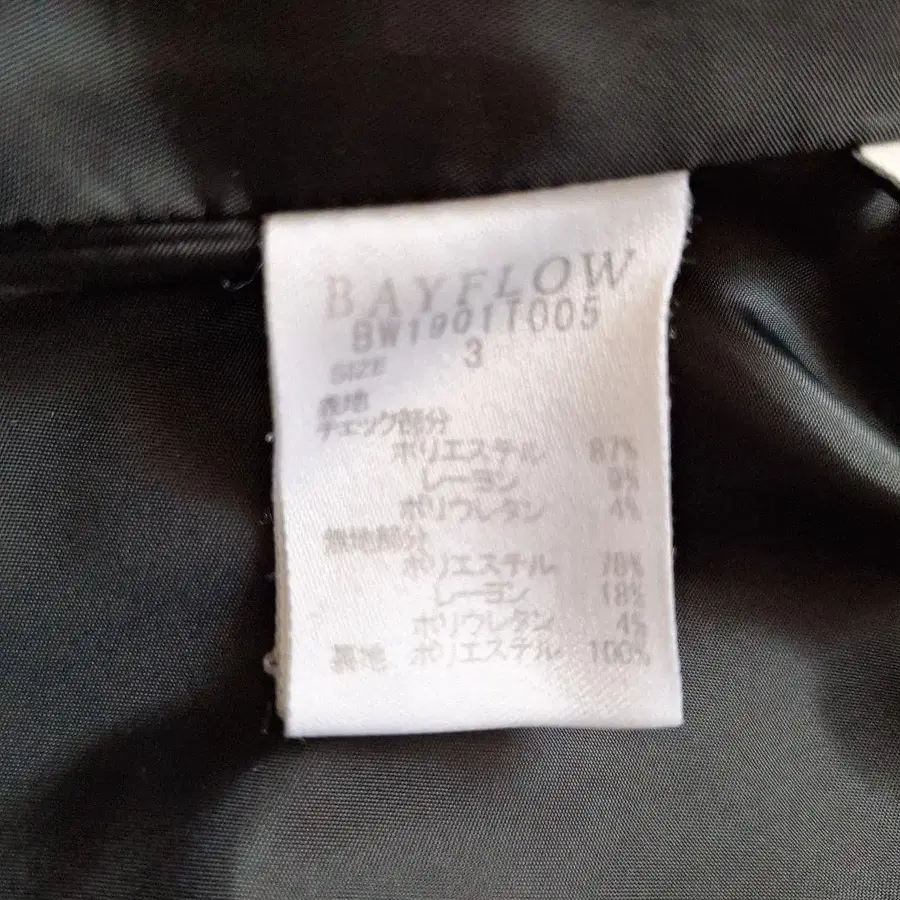 BAYFLOW
BW1901T005
SIZE 3
表地
チェック部分
ポリエステル 87%
レーヨン 9%
ポリウレタン 4%
無地部分
ポリエステル 78%
レーヨン 18%
ポリウレタン 4%
裏地 ポリエステル 100%